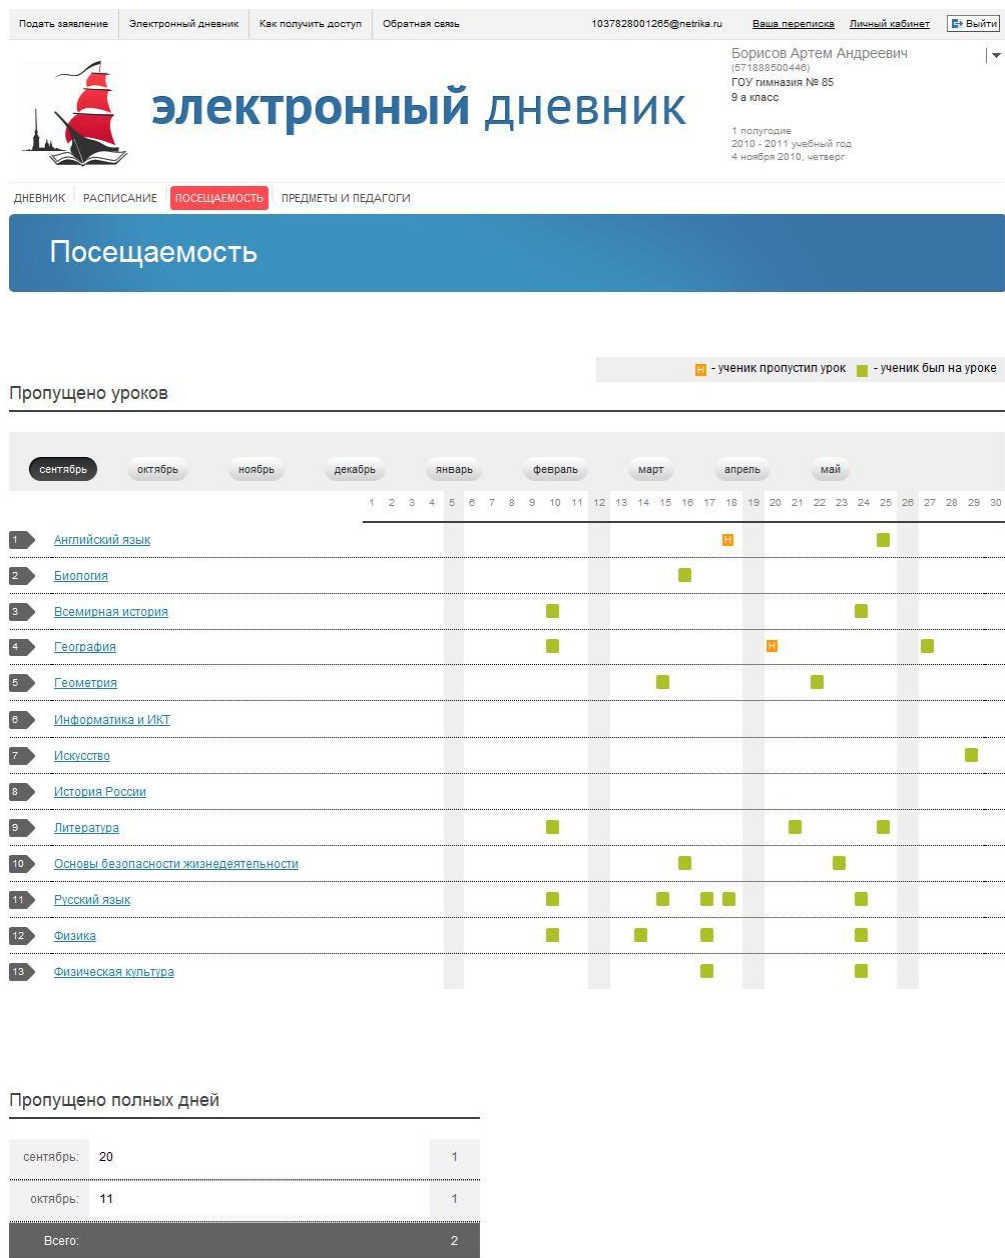 Подать заявление Электронный дневник Как получить доступ Обратная связь 1037828001265@netrika.ru Ваша переписка Личный кабинет Выйти
Борисов Артем Андреевич
(571888500446)
ГОУ гимназия № 85
9 а класс
электронный дневник
1 полугодие
2010 - 2011 учебный год
4 ноября 2010, четверг
ДНЕВНИК РАСПИСАНИЕ ПОСЕЩАЕМОСТЬ ПРЕДМЕТЫ И ПЕДАГОГИ
Посещаемость
Н - ученик пропустил урок - ученик был на уроке
Пропущено уроков
сентябрь октябрь ноябрь декабрь январь февраль март апрель май
1 2 3 4 5 6 7 8 9 10 11 12 13 14 15 16 17 18 19 20 21 22 23 24 25 26 27 28 29 30
1 Английский язык Н
2 Биология
3 Всемирная история
4 География Н
5 Геометрия
6 Информатика и ИКТ
7 Искусство
8 История России
9 Литература
10 Основы безопасности жизнедеятельности
11 Русский язык
12 Физика
13 Физическая культура
Пропущено полных дней
сентябрь: 20 1
октябрь: 11 1
Всего: 2